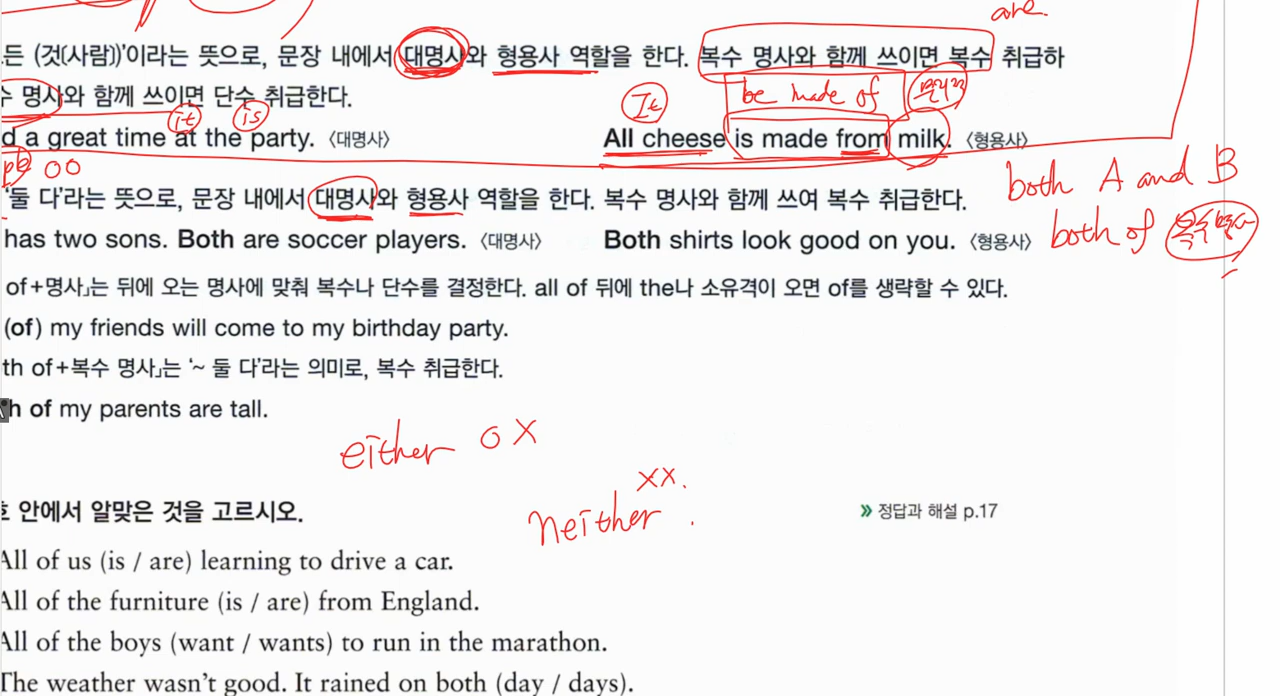 are.
든 (것(사람))'이라는 뜻으로, 문장 내에서 대명사와 형용사 역할을 한다. 복수 명사와 함께 쓰이면 복수 취급하
be made of
수 명사와 함께 쓰이면 단수 취급한다.
It
it is
d a great time at the party. 〈대명사〉 All cheese is made from milk. 〈형용사〉
OO
both A and B
'둘 다'라는 뜻으로, 문장 내에서 대명사와 형용사 역할을 한다. 복수 명사와 함께 쓰여 복수 취급한다.
has two sons. Both are soccer players. 〈대명사〉 Both shirts look good on you. 〈형용사〉
both of 복수명사
of+명사」는 뒤에 오는 명사에 맞춰 복수나 단수를 결정한다. all of 뒤에 the나 소유격이 오면 of를 생략할 수 있다.
(of) my friends will come to my birthday party.
th of+복수 명사」는 '~ 둘 다'라는 의미로, 복수 취급한다.
h of my parents are tall.
either O X
XX.
neither .
호 안에서 알맞은 것을 고르시오.
» 정답과 해설 p.17
All of us (is / are) learning to drive a car.
All of the furniture (is / are) from England.
All of the boys (want / wants) to run in the marathon.
The weather wasn't good. It rained on both (day / days).